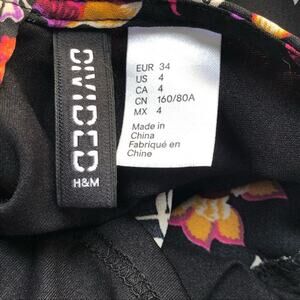 DIVIDED
H&M
EUR 34
US 4
CA 4
CN 160/80A
MX 4
Made in
China
Fabriqué en
Chine